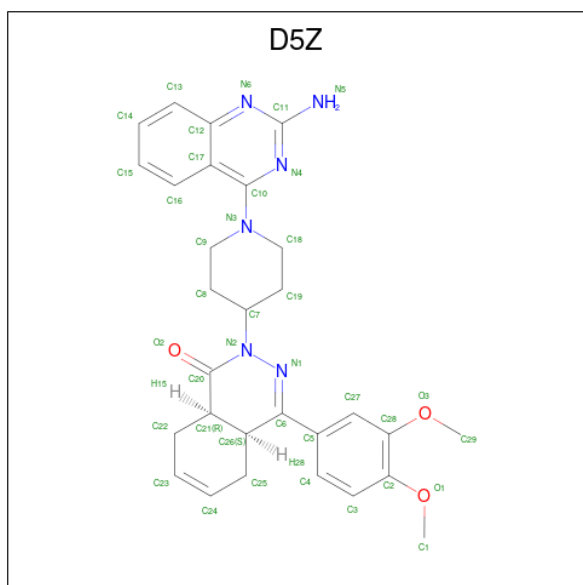 D5Z
C13 N6 C11 N5
NH₂
N
C14 C12
C15 C17 N N4
C16 C10
N3
N
C9 C18
C8 C19
C7
O2 N2 N1
O N N
C20
H15 H C27 O3
C6 C28 O
C22 C21(R) C5 C29
C26(S) H H28
C23 C25 C4 C2 O1
C24 C3 O
C1